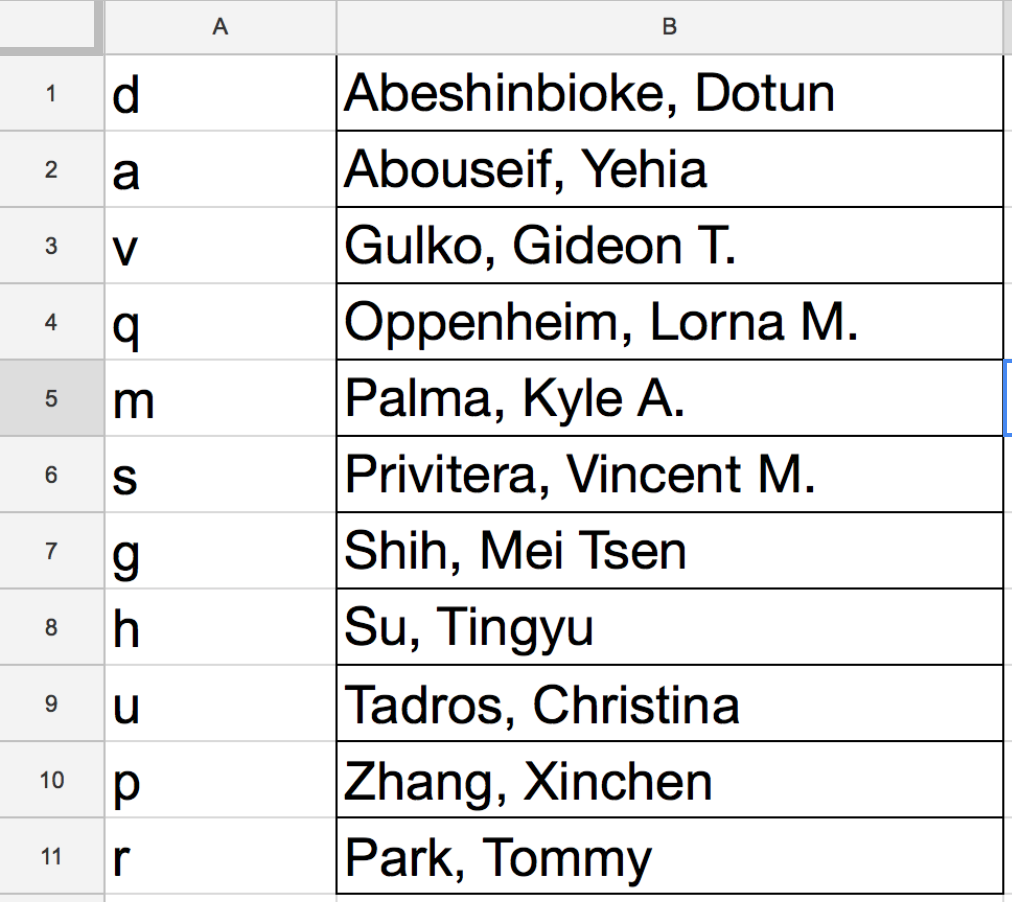 A B
1 d Abeshinbioke, Dotun
2 a Abouseif, Yehia
3 v Gulko, Gideon T.
4 q Oppenheim, Lorna M.
5 m Palma, Kyle A.
6 s Privitera, Vincent M.
7 g Shih, Mei Tsen
8 h Su, Tingyu
9 u Tadros, Christina
10 p Zhang, Xinchen
11 r Park, Tommy